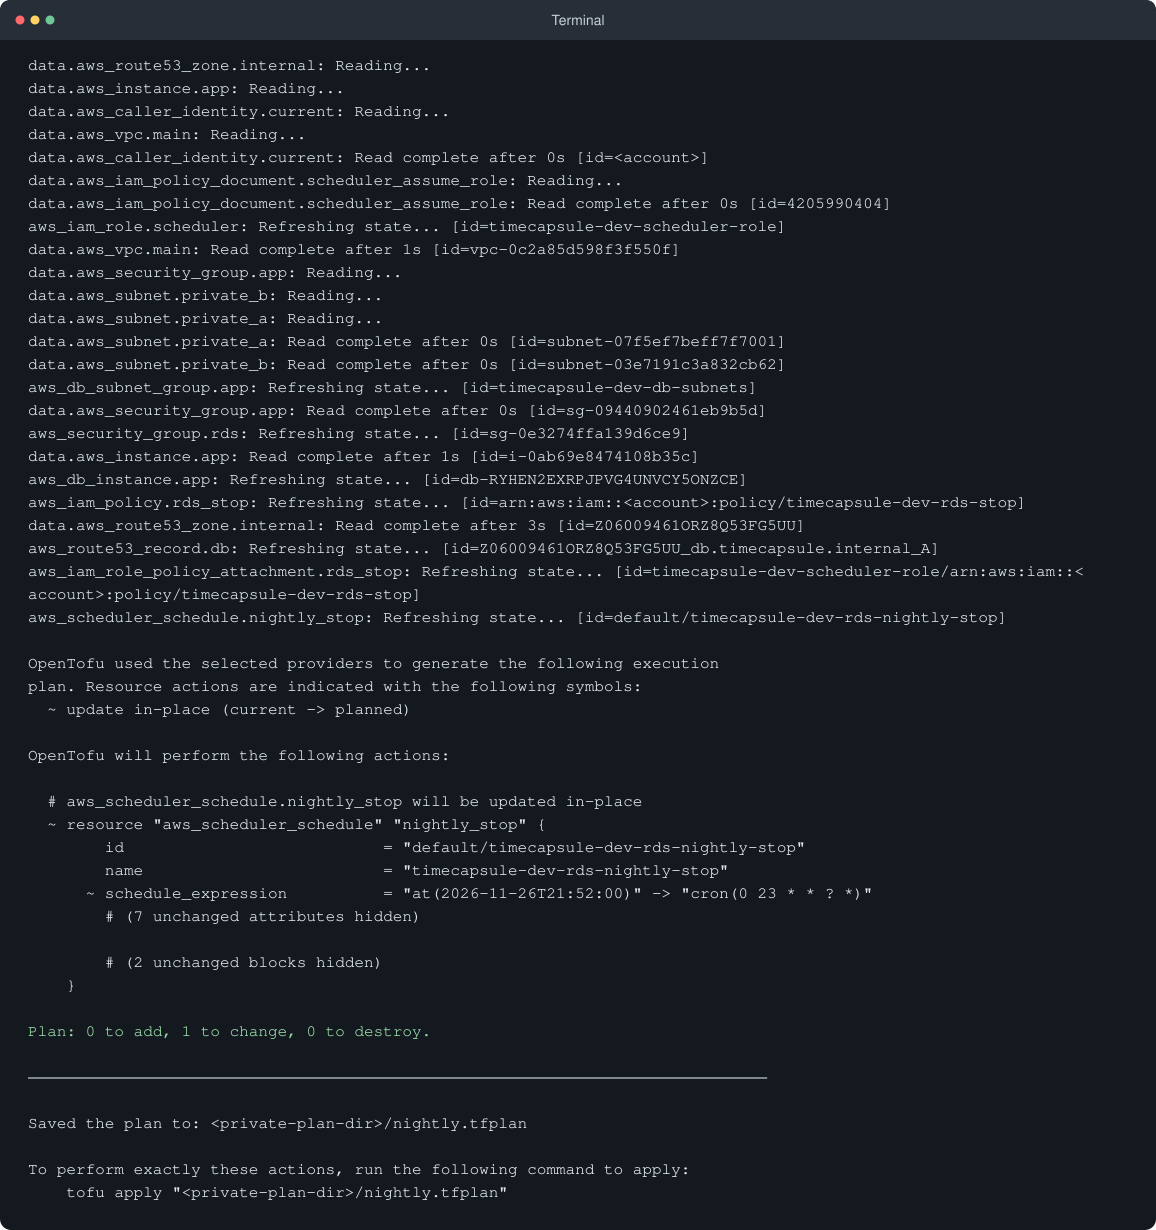 Terminal
data.aws_route53_zone.internal: Reading...
data.aws_instance.app: Reading...
data.aws_caller_identity.current: Reading...
data.aws_vpc.main: Reading...
data.aws_caller_identity.current: Read complete after 0s [id=<account>]
data.aws_iam_policy_document.scheduler_assume_role: Reading...
data.aws_iam_policy_document.scheduler_assume_role: Read complete after 0s [id=4205990404]
aws_iam_role.scheduler: Refreshing state... [id=timecapsule-dev-scheduler-role]
data.aws_vpc.main: Read complete after 1s [id=vpc-0c2a85d598f3f550f]
data.aws_security_group.app: Reading...
data.aws_subnet.private_b: Reading...
data.aws_subnet.private_a: Reading...
data.aws_subnet.private_a: Read complete after 0s [id=subnet-07f5ef7beff7f7001]
data.aws_subnet.private_b: Read complete after 0s [id=subnet-03e7191c3a832cb62]
aws_db_subnet_group.app: Refreshing state... [id=timecapsule-dev-db-subnets]
data.aws_security_group.app: Read complete after 0s [id=sg-09440902461eb9b5d]
aws_security_group.rds: Refreshing state... [id=sg-0e3274ffa139d6ce9]
data.aws_instance.app: Read complete after 1s [id=i-0ab69e8474108b35c]
aws_db_instance.app: Refreshing state... [id=db-RYHEN2EXRPJPVG4UNVCY5ONZCE]
aws_iam_policy.rds_stop: Refreshing state... [id=arn:aws:iam::<account>:policy/timecapsule-dev-rds-stop]
data.aws_route53_zone.internal: Read complete after 3s [id=Z06009461ORZ8Q53FG5UU]
aws_route53_record.db: Refreshing state... [id=Z06009461ORZ8Q53FG5UU_db.timecapsule.internal_A]
aws_iam_role_policy_attachment.rds_stop: Refreshing state... [id=timecapsule-dev-scheduler-role/arn:aws:iam::<
account>:policy/timecapsule-dev-rds-stop]
aws_scheduler_schedule.nightly_stop: Refreshing state... [id=default/timecapsule-dev-rds-nightly-stop]

OpenTofu used the selected providers to generate the following execution
plan. Resource actions are indicated with the following symbols:
  ~ update in-place (current -> planned)

OpenTofu will perform the following actions:

  # aws_scheduler_schedule.nightly_stop will be updated in-place
  ~ resource "aws_scheduler_schedule" "nightly_stop" {
        id                           = "default/timecapsule-dev-rds-nightly-stop"
        name                         = "timecapsule-dev-rds-nightly-stop"
      ~ schedule_expression          = "at(2026-11-26T21:52:00)" -> "cron(0 23 * * ? *)"
        # (7 unchanged attributes hidden)

        # (2 unchanged blocks hidden)
    }

Plan: 0 to add, 1 to change, 0 to destroy.

Saved the plan to: <private-plan-dir>/nightly.tfplan

To perform exactly these actions, run the following command to apply:
    tofu apply "<private-plan-dir>/nightly.tfplan"